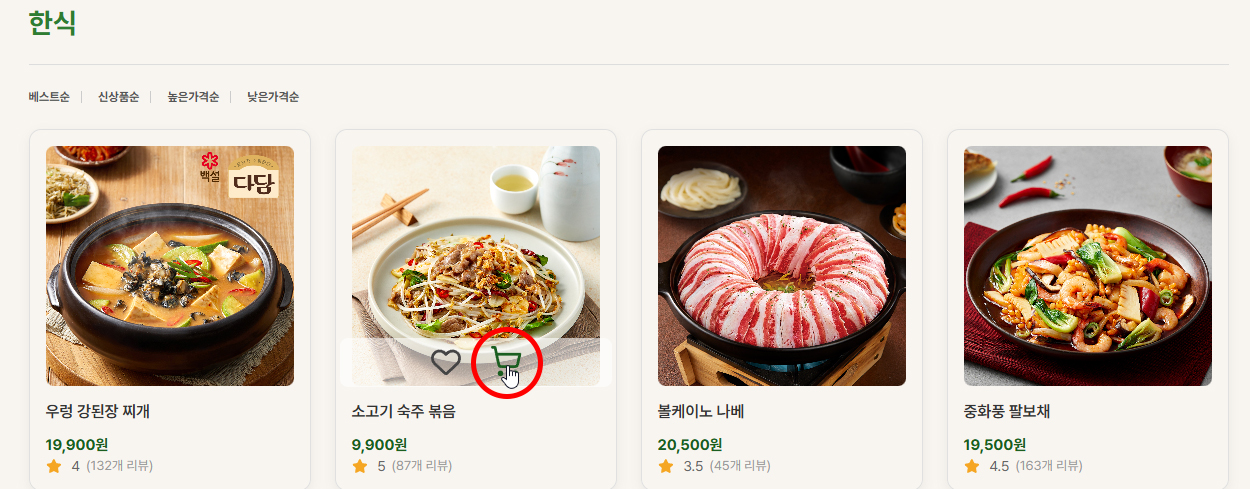 한식
베스트순
신상품순
높은가격순
낮은가격순
백설
다담
우렁 강된장 찌개
19,900원
4 (132개 리뷰)
소고기 숙주 볶음
9,900원
5 (87개 리뷰)
볼케이노 나베
20,500원
3.5 (45개 리뷰)
중화풍 팔보채
19,500원
4.5 (163개 리뷰)